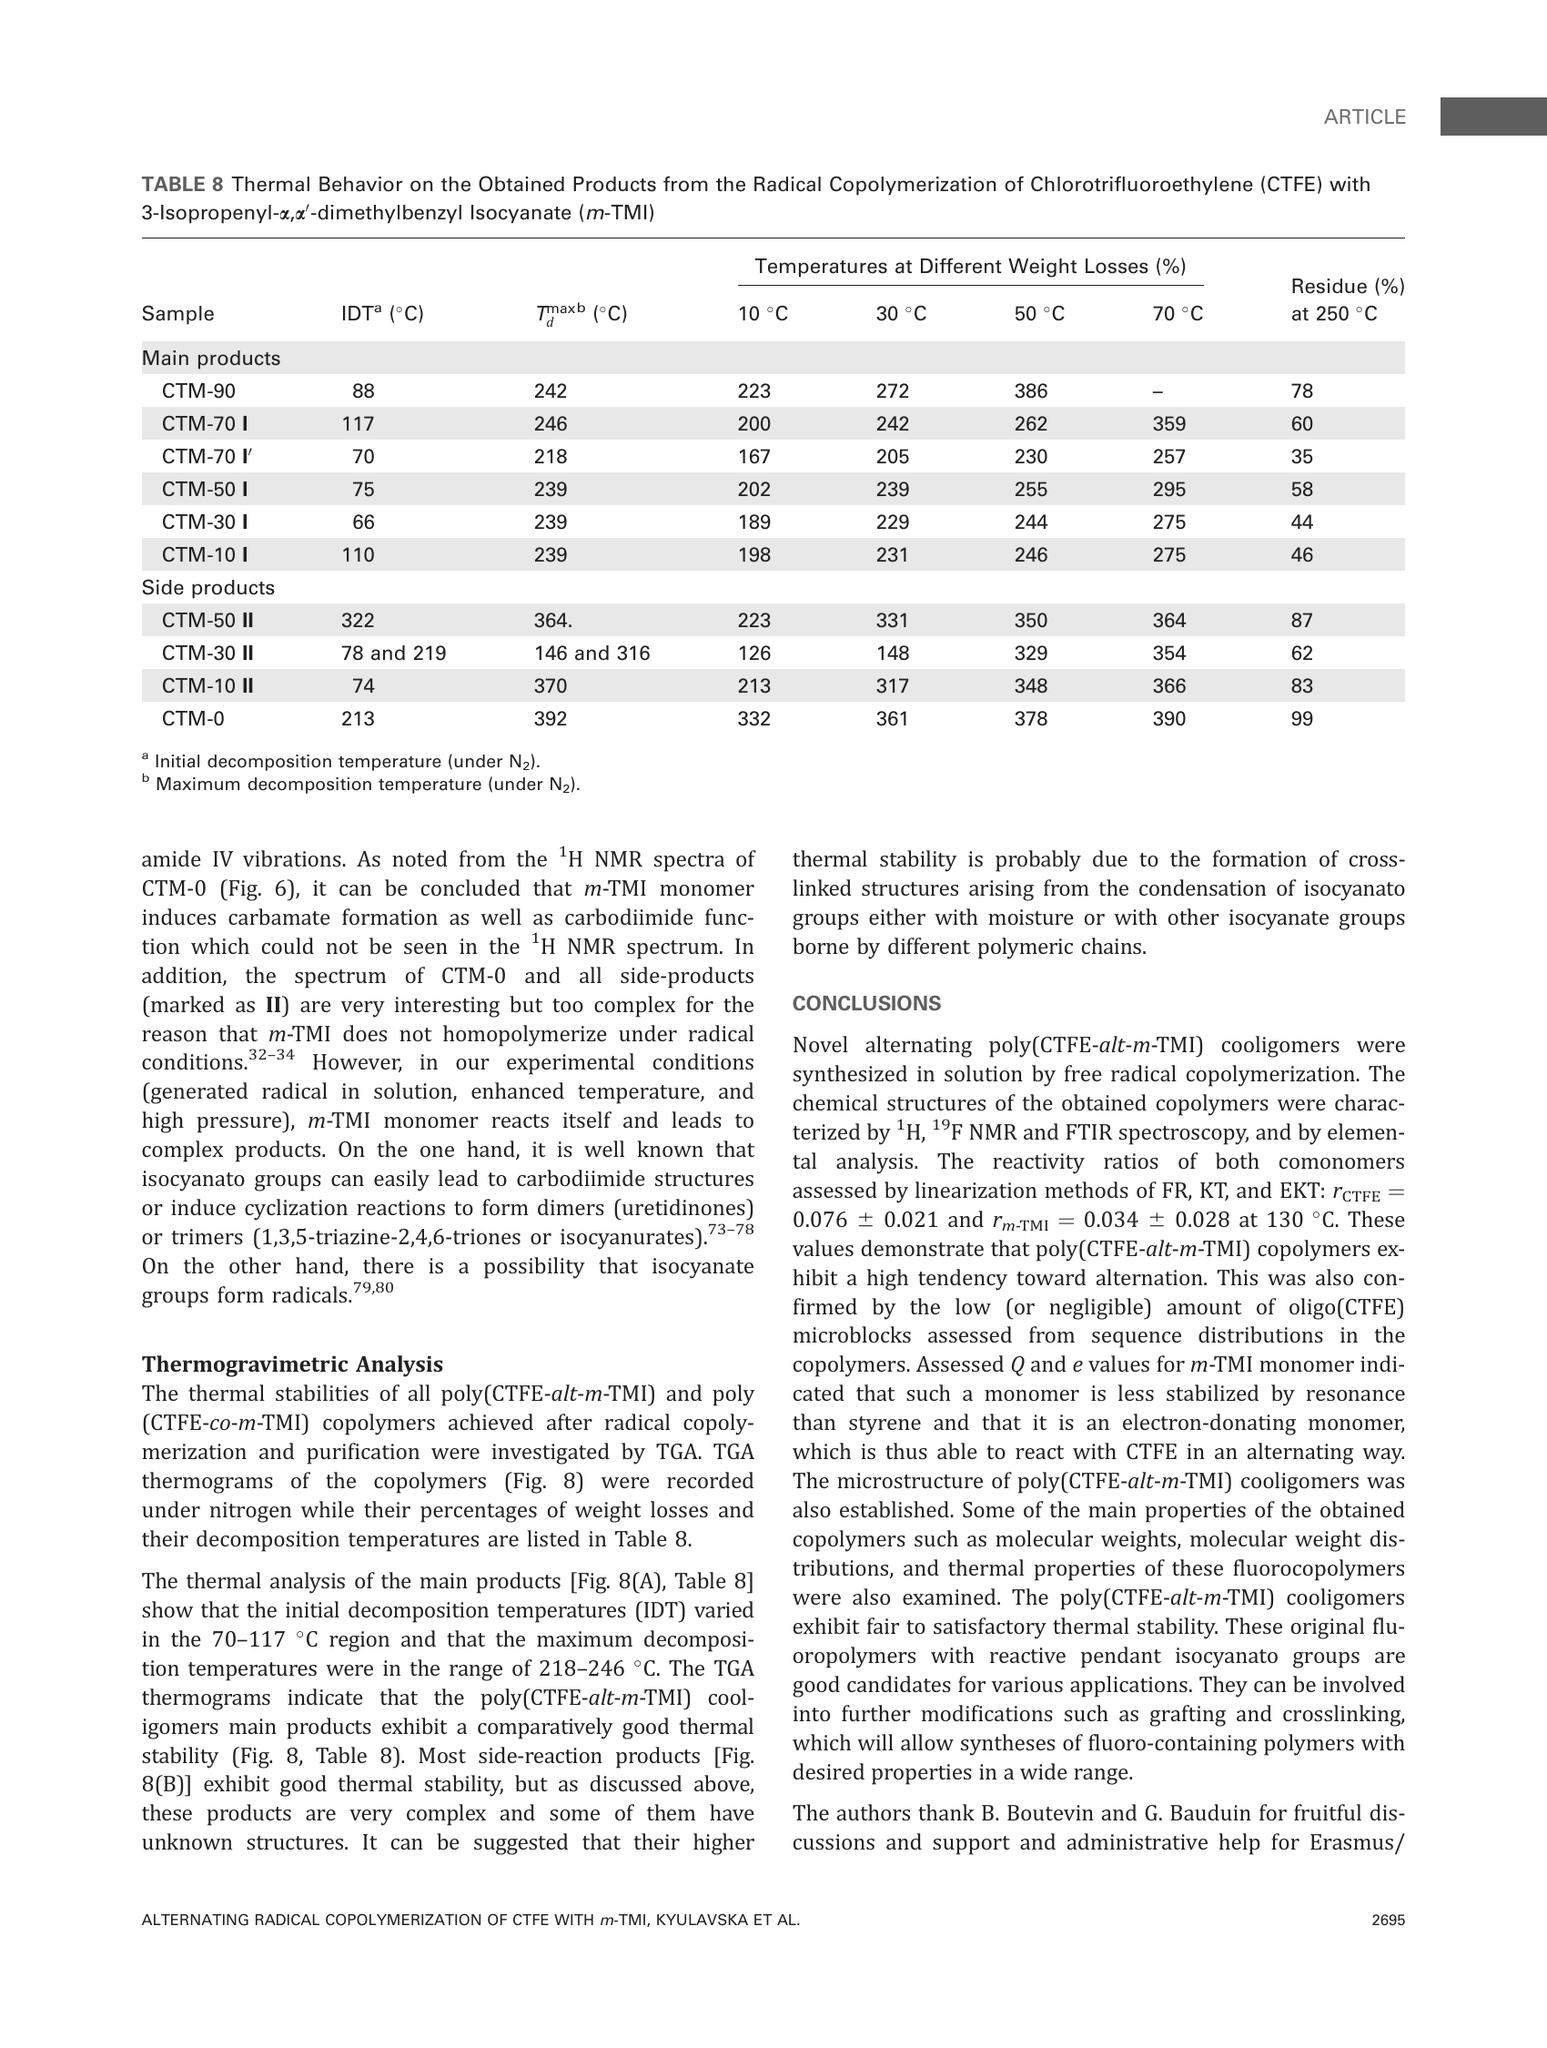 ARTICLE
TABLE 8 Thermal Behavior on the Obtained Products from the Radical Copolymerization of Chlorotrifluoroethylene (CTFE) with
3-Isopropenyl-α,α′-dimethylbenzyl Isocyanate (m-TMI)
Temperatures at Different Weight Losses (%)
Residue (%)
Sample IDTᵃ (°C) T_d^max b (°C) 10 °C 30 °C 50 °C 70 °C at 250 °C
Main products
CTM-90 88 242 223 272 386 – 78
CTM-70 I 117 246 200 242 262 359 60
CTM-70 I′ 70 218 167 205 230 257 35
CTM-50 I 75 239 202 239 255 295 58
CTM-30 I 66 239 189 229 244 275 44
CTM-10 I 110 239 198 231 246 275 46
Side products
CTM-50 II 322 364. 223 331 350 364 87
CTM-30 II 78 and 219 146 and 316 126 148 329 354 62
CTM-10 II 74 370 213 317 348 366 83
CTM-0 213 392 332 361 378 390 99
ᵃ Initial decomposition temperature (under N₂).
ᵇ Maximum decomposition temperature (under N₂).
amide IV vibrations. As noted from the ¹H NMR spectra of
CTM-0 (Fig. 6), it can be concluded that m-TMI monomer
induces carbamate formation as well as carbodiimide func-
tion which could not be seen in the ¹H NMR spectrum. In
addition, the spectrum of CTM-0 and all side-products
(marked as II) are very interesting but too complex for the
reason that m-TMI does not homopolymerize under radical
conditions.³²⁻³⁴ However, in our experimental conditions
(generated radical in solution, enhanced temperature, and
high pressure), m-TMI monomer reacts itself and leads to
complex products. On the one hand, it is well known that
isocyanato groups can easily lead to carbodiimide structures
or induce cyclization reactions to form dimers (uretidinones)
or trimers (1,3,5-triazine-2,4,6-triones or isocyanurates).⁷³⁻⁷⁸
On the other hand, there is a possibility that isocyanate
groups form radicals.⁷⁹,⁸⁰
Thermogravimetric Analysis
The thermal stabilities of all poly(CTFE-alt-m-TMI) and poly
(CTFE-co-m-TMI) copolymers achieved after radical copoly-
merization and purification were investigated by TGA. TGA
thermograms of the copolymers (Fig. 8) were recorded
under nitrogen while their percentages of weight losses and
their decomposition temperatures are listed in Table 8.
The thermal analysis of the main products [Fig. 8(A), Table 8]
show that the initial decomposition temperatures (IDT) varied
in the 70–117 °C region and that the maximum decomposi-
tion temperatures were in the range of 218–246 °C. The TGA
thermograms indicate that the poly(CTFE-alt-m-TMI) cool-
igomers main products exhibit a comparatively good thermal
stability (Fig. 8, Table 8). Most side-reaction products [Fig.
8(B)] exhibit good thermal stability, but as discussed above,
these products are very complex and some of them have
unknown structures. It can be suggested that their higher
thermal stability is probably due to the formation of cross-
linked structures arising from the condensation of isocyanato
groups either with moisture or with other isocyanate groups
borne by different polymeric chains.
CONCLUSIONS
Novel alternating poly(CTFE-alt-m-TMI) cooligomers were
synthesized in solution by free radical copolymerization. The
chemical structures of the obtained copolymers were charac-
terized by ¹H, ¹⁹F NMR and FTIR spectroscopy, and by elemen-
tal analysis. The reactivity ratios of both comonomers
assessed by linearization methods of FR, KT, and EKT: r_CTFE =
0.076 ± 0.021 and r_m-TMI = 0.034 ± 0.028 at 130 °C. These
values demonstrate that poly(CTFE-alt-m-TMI) copolymers ex-
hibit a high tendency toward alternation. This was also con-
firmed by the low (or negligible) amount of oligo(CTFE)
microblocks assessed from sequence distributions in the
copolymers. Assessed Q and e values for m-TMI monomer indi-
cated that such a monomer is less stabilized by resonance
than styrene and that it is an electron-donating monomer,
which is thus able to react with CTFE in an alternating way.
The microstructure of poly(CTFE-alt-m-TMI) cooligomers was
also established. Some of the main properties of the obtained
copolymers such as molecular weights, molecular weight dis-
tributions, and thermal properties of these fluorocopolymers
were also examined. The poly(CTFE-alt-m-TMI) cooligomers
exhibit fair to satisfactory thermal stability. These original flu-
oropolymers with reactive pendant isocyanato groups are
good candidates for various applications. They can be involved
into further modifications such as grafting and crosslinking,
which will allow syntheses of fluoro-containing polymers with
desired properties in a wide range.
The authors thank B. Boutevin and G. Bauduin for fruitful dis-
cussions and support and administrative help for Erasmus/
ALTERNATING RADICAL COPOLYMERIZATION OF CTFE WITH m-TMI, KYULAVSKA ET AL. 2695